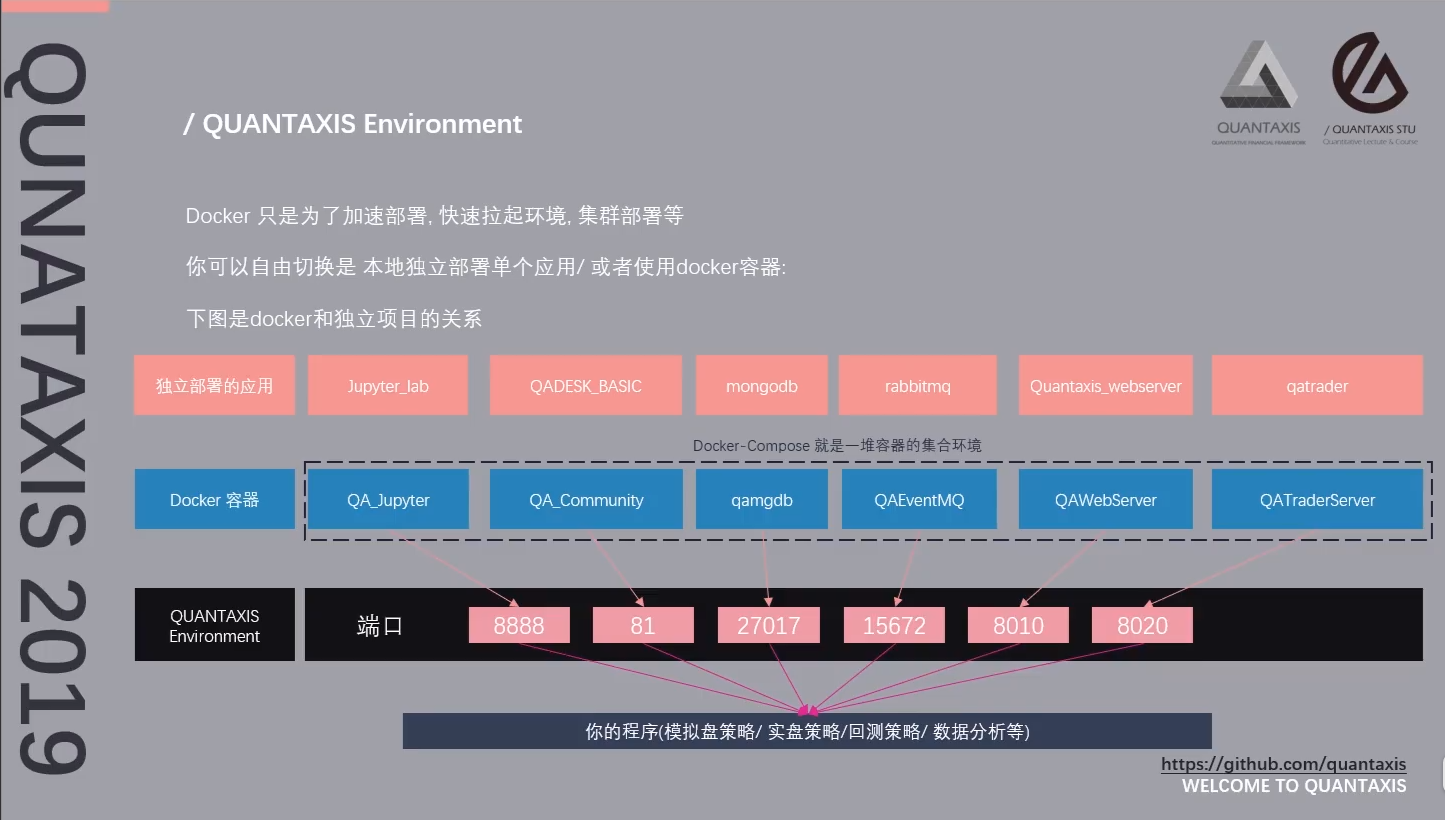 QUNATAXIS 2019
/ QUANTAXIS Environment
QUANTAXIS
QUANTITATIVE FINANCIAL FRAMEWORK
/ QUANTAXIS STU
Quantitative Lecture & Course
Docker 只是为了加速部署, 快速拉起环境, 集群部署等
你可以自由切换是 本地独立部署单个应用/ 或者使用docker容器:
下图是docker和独立项目的关系
独立部署的应用
Jupyter_lab
QADESK_BASIC
mongodb
rabbitmq
Quantaxis_webserver
qatrader
Docker-Compose 就是一堆容器的集合环境
Docker 容器
QA_Jupyter
QA_Community
qamgdb
QAEventMQ
QAWebServer
QATraderServer
QUANTAXIS
Environment
端口
8888
81
27017
15672
8010
8020
你的程序(模拟盘策略/ 实盘策略/回测策略/ 数据分析等)
https://github.com/quantaxis
WELCOME TO QUANTAXIS